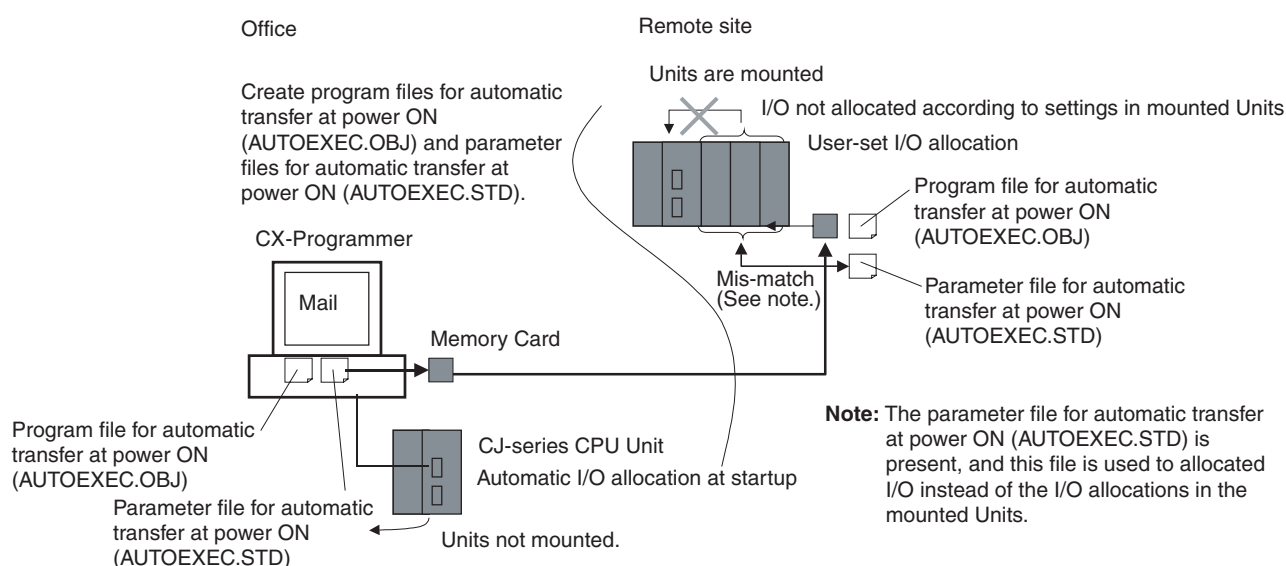 Office
Remote site
Create program files for automatic
transfer at power ON
(AUTOEXEC.OBJ) and parameter
files for automatic transfer at
power ON (AUTOEXEC.STD).
Units are mounted
I/O not allocated according to settings in mounted Units
User-set I/O allocation
Program file for automatic
transfer at power ON
(AUTOEXEC.OBJ)
CX-Programmer
Mail
Mis-match
(See note.)
Parameter file for automatic
transfer at power ON
(AUTOEXEC.STD)
Memory Card
Program file for automatic
transfer at power ON
(AUTOEXEC.OBJ)
CJ-series CPU Unit
Automatic I/O allocation at startup
Parameter file for automatic
transfer at power ON
(AUTOEXEC.STD)
Units not mounted.
Note: The parameter file for automatic transfer
at power ON (AUTOEXEC.STD) is
present, and this file is used to allocated
I/O instead of the I/O allocations in the
mounted Units.